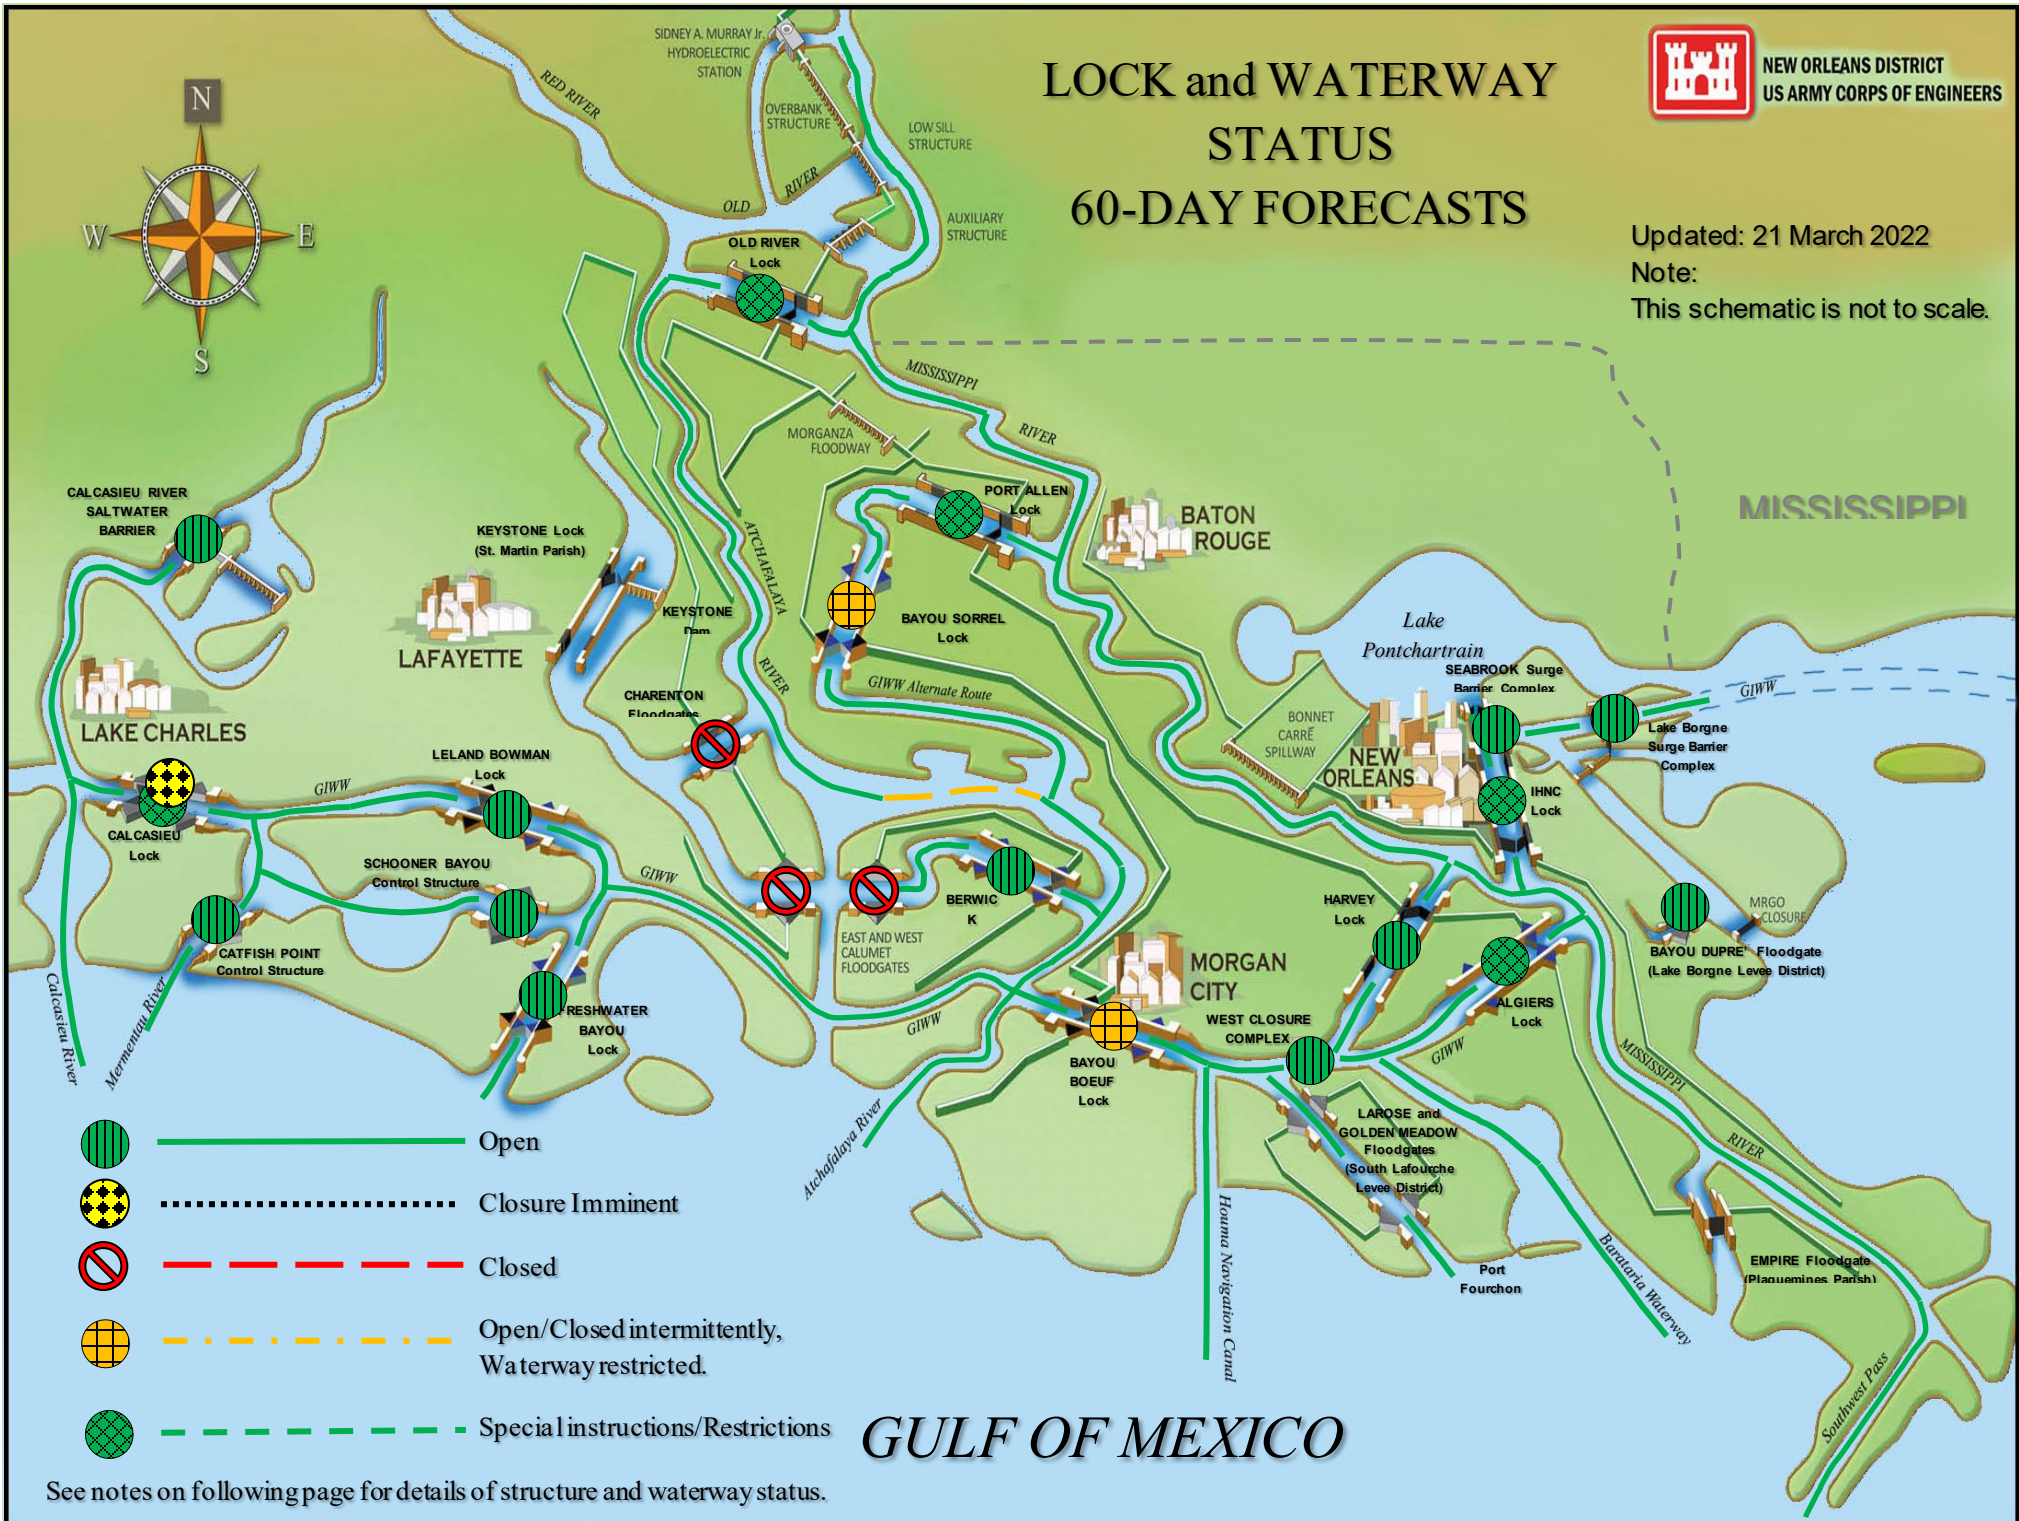 SIDNEY A. MURRAY Jr.
HYDROELECTRIC
STATION
RED RIVER
OVERBANK
STRUCTURE
LOW SILL
STRUCTURE
LOCK and WATERWAY
STATUS
60-DAY FORECASTS
NEW ORLEANS DISTRICT
US ARMY CORPS OF ENGINEERS
N
W
E
S
OLD
RIVER
AUXILIARY
STRUCTURE
Updated: 21 March 2022
Note:
This schematic is not to scale.
OLD RIVER
Lock
MISSISSIPPI
RIVER
MORGANZA
FLOODWAY
CALCASIEU RIVER
SALTWATER
BARRIER
KEYSTONE Lock
(St. Martin Parish)
PORT ALLEN
Lock
BATON
ROUGE
MISSISSIPPI
ATCHAFALAYA
RIVER
KEYSTONE
Dam
BAYOU SORREL
Lock
LAFAYETTE
Lake
Pontchartrain
SEABROOK Surge
Barrier Complex
GIWW
CHARENTON
Floodgates
GIWW Alternate Route
LAKE CHARLES
BONNET
CARRÉ
SPILLWAY
NEW
ORLEANS
Lake Borgne
Surge Barrier
Complex
LELAND BOWMAN
Lock
GIWW
IHNC
Lock
CALCASIEU
Lock
SCHOONER BAYOU
Control Structure
GIWW
BERWIC
K
HARVEY
Lock
MRGO
CLOSURE
EAST AND WEST
CALUMET
FLOODGATES
CATFISH POINT
Control Structure
BAYOU DUPRE' Floodgate
(Lake Borgne Levee District)
MORGAN
CITY
ALGIERS
Lock
Calcasieu River
Mermentau River
FRESHWATER
BAYOU
Lock
GIWW
WEST CLOSURE
COMPLEX
GIWW
MISSISSIPPI
RIVER
BAYOU
BOEUF
Lock
Atchafalaya River
LAROSE and
GOLDEN MEADOW
Floodgates
(South Lafourche
Levee District)
Houma Navigation Canal
Port
Fourchon
Barataria Waterway
EMPIRE Floodgate
(Plaquemines Parish)
Southwest Pass
Open
Closure Imminent
Closed
Open/Closed intermittently,
Waterway restricted.
Special instructions/Restrictions
GULF OF MEXICO
See notes on following page for details of structure and waterway status.